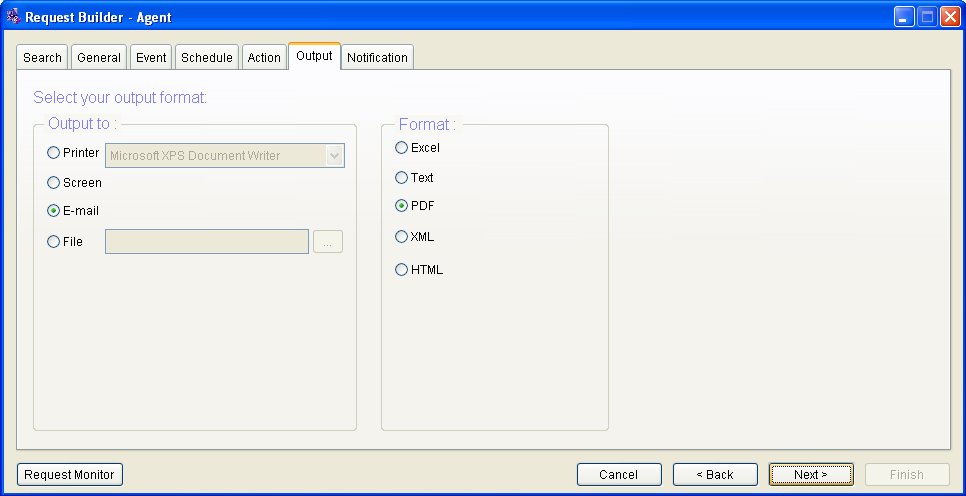 Request Builder - Agent
Search General Event Schedule Action Output Notification
Select your output format:
Output to :
Printer Microsoft XPS Document Writer
Screen
E-mail
File ...
Format :
Excel
Text
PDF
XML
HTML
Request Monitor Cancel < Back Next > Finish